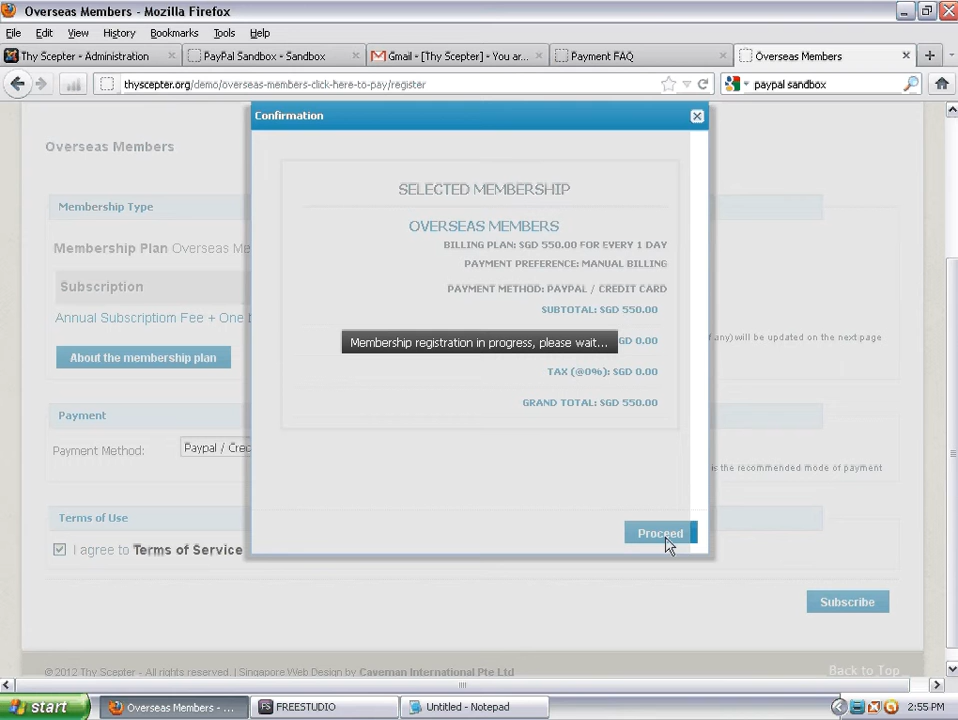 Overseas Members - Mozilla Firefox
File Edit View History Bookmarks Tools Help
Thy Scepter - Administration
PayPal Sandbox - Sandbox
Gmail - [Thy Scepter] - You ar...
Payment FAQ
Overseas Members
thyscepter.org/demo/overseas-members-click-here-to-pay/register
paypal sandbox
Confirmation
Overseas Members
SELECTED MEMBERSHIP
Membership Type
OVERSEAS MEMBERS
Membership Plan Overseas Me
BILLING PLAN: SGD 550.00 FOR EVERY 1 DAY
PAYMENT PREFERENCE: MANUAL BILLING
Subscription
PAYMENT METHOD: PAYPAL / CREDIT CARD
SUBTOTAL: SGD 550.00
Annual Subscriptiom Fee + One
Membership registration in progress, please wait...
GD 0.00
f any)will be updated on the next page
About the membership plan
TAX (@0%): SGD 0.00
GRAND TOTAL: SGD 550.00
Payment
Payment Method:
Paypal / Cred
is the recommended mode of payment
Terms of Use
Proceed
I agree to Terms of Service
Subscribe
© 2012 Thy Scepter - All rights reserved. | Singapore Web Design by Caveman International Pte Ltd
Back to Top
start
Overseas Members - ...
FREESTUDIO
Untitled - Notepad
2:55 PM